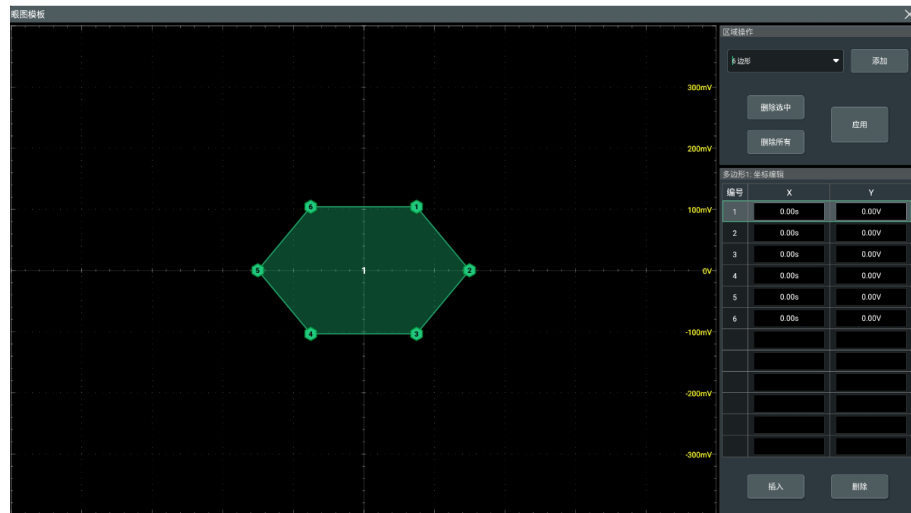 眼图模板
区域操作
多边形
添加
300mV
删除选中
应用
200mV
删除所有
多边形1: 坐标编辑
编号 X Y
1 0.00s 0.00V
2 0.00s 0.00V
3 0.00s 0.00V
4 0.00s 0.00V
5 0.00s 0.00V
6 0.00s 0.00V
100mV
0V
-100mV
-200mV
-300mV
6 1
5 1 2
4 3
插入 删除